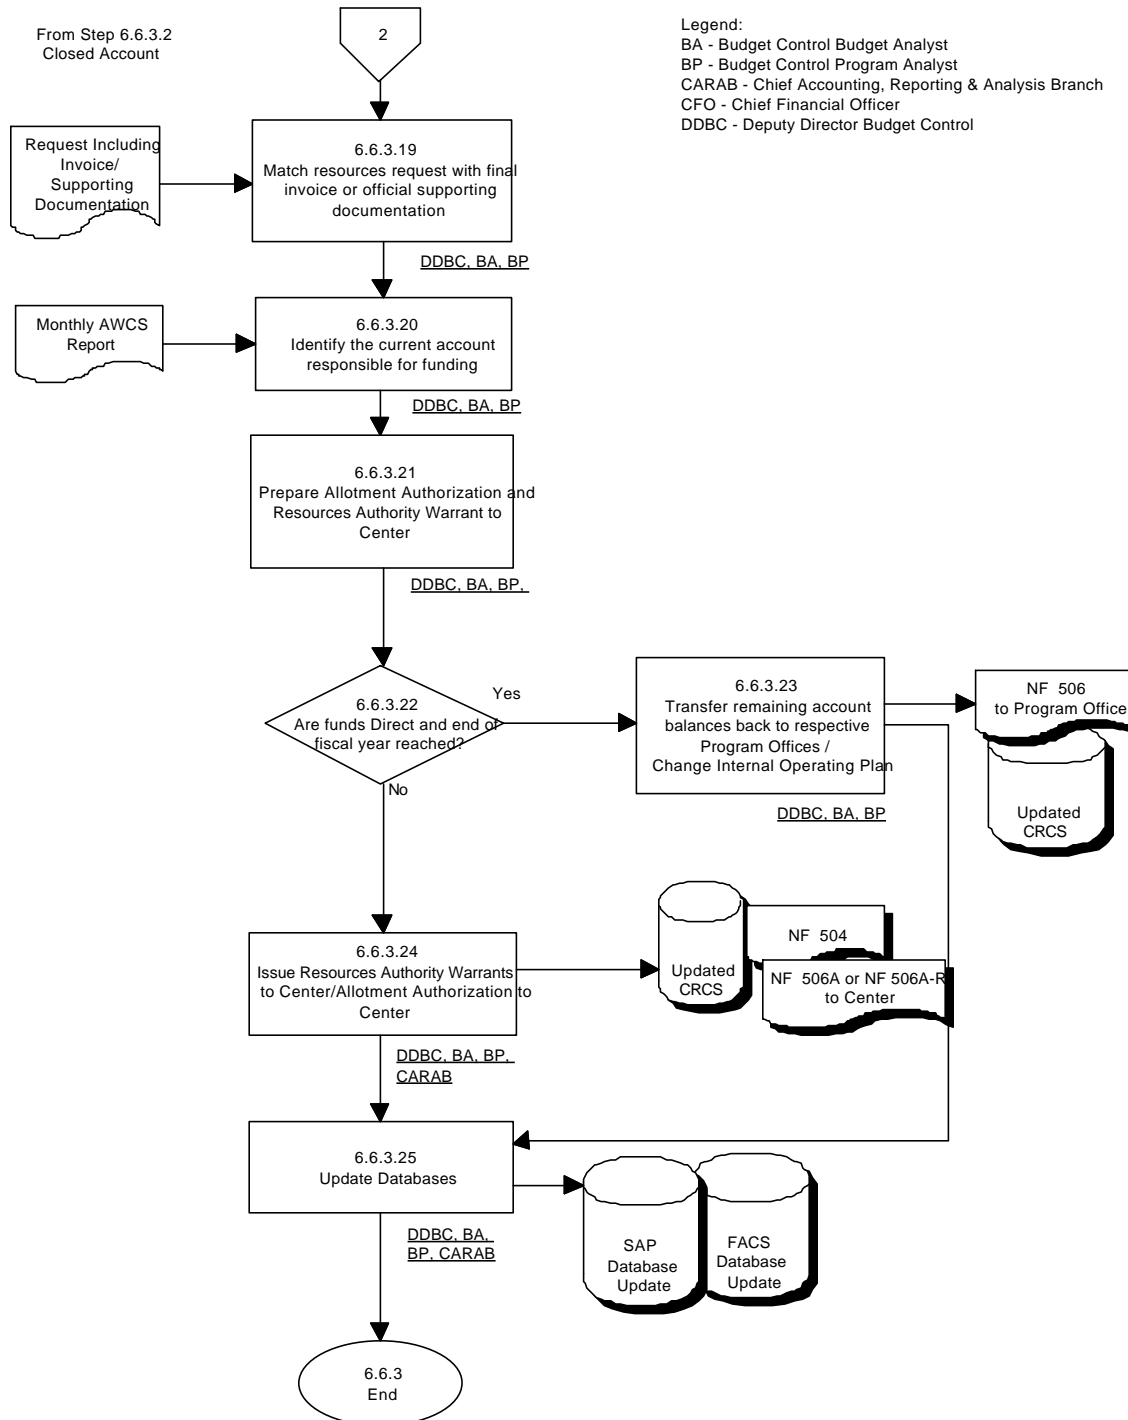 From Step 6.6.3.2
Closed Account
2
Legend:
BA - Budget Control Budget Analyst
BP - Budget Control Program Analyst
CARAB - Chief Accounting, Reporting & Analysis Branch
CFO - Chief Financial Officer
DDBC - Deputy Director Budget Control
Request Including
Invoice/
Supporting
Documentation
6.6.3.19
Match resources request with final
invoice or official supporting
documentation
DDBC, BA, BP
Monthly AWCS
Report
6.6.3.20
Identify the current account
responsible for funding
DDBC, BA, BP
6.6.3.21
Prepare Allotment Authorization and
Resources Authority Warrant to
Center
DDBC, BA, BP,
6.6.3.22
Are funds Direct and end of
fiscal year reached?
Yes
No
6.6.3.23
Transfer remaining account
balances back to respective
Program Offices /
Change Internal Operating Plan
DDBC, BA, BP
NF 506
to Program Office
Updated
CRCS
6.6.3.24
Issue Resources Authority Warrants
to Center/Allotment Authorization to
Center
DDBC, BA, BP,
CARAB
Updated
CRCS
NF 504
NF 506A or NF 506A-R
to Center
6.6.3.25
Update Databases
DDBC, BA,
BP, CARAB
SAP
Database
Update
FACS
Database
Update
6.6.3
End